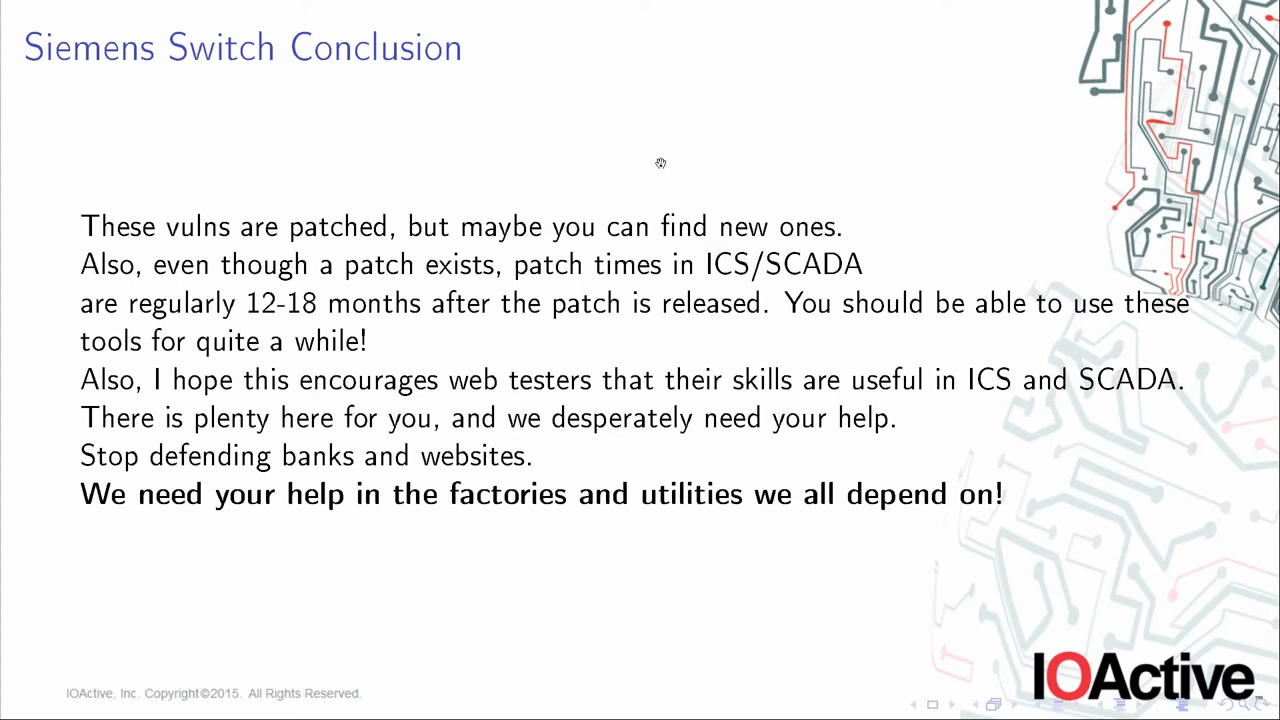 Siemens Switch Conclusion
These vulns are patched, but maybe you can find new ones.
Also, even though a patch exists, patch times in ICS/SCADA
are regularly 12-18 months after the patch is released. You should be able to use these
tools for quite a while!
Also, I hope this encourages web testers that their skills are useful in ICS and SCADA.
There is plenty here for you, and we desperately need your help.
Stop defending banks and websites.
We need your help in the factories and utilities we all depend on!
IOActive, Inc. Copyright©2015. All Rights Reserved.
IOActive™